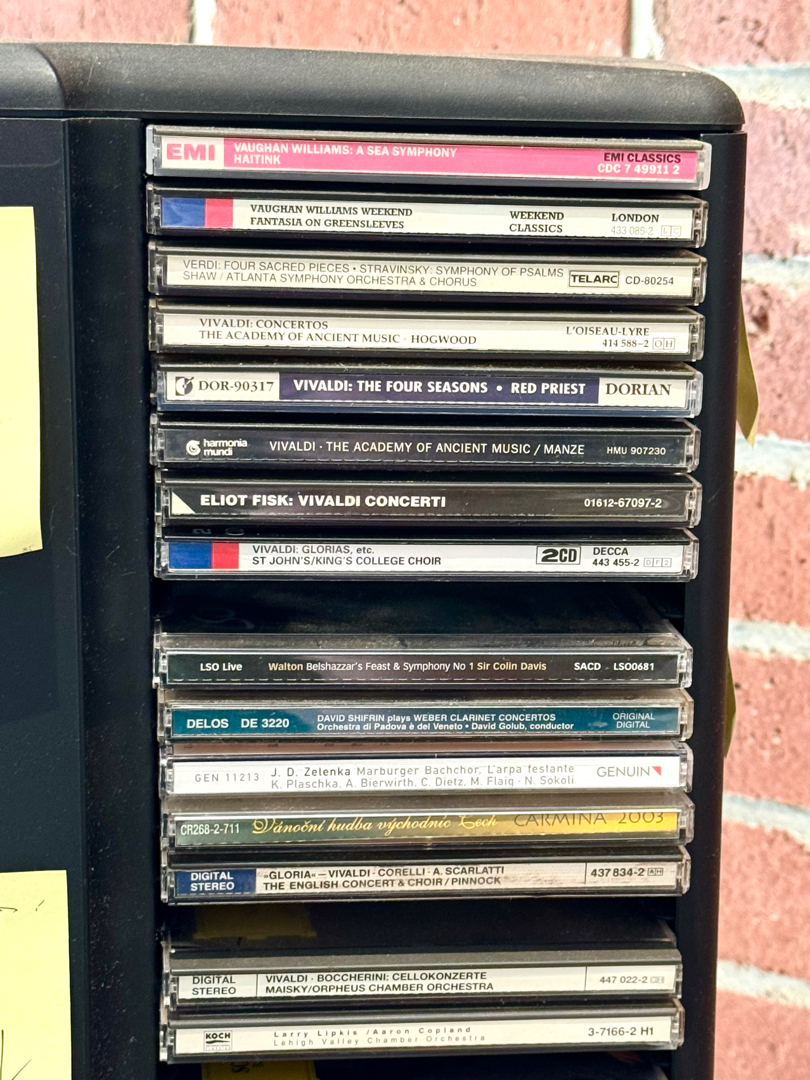 EMI VAUGHAN WILLIAMS: A SEA SYMPHONY EMI CLASSICS
HAITINK CDC 7 49911 2
VAUGHAN WILLIAMS WEEKEND WEEKEND LONDON
FANTASIA ON GREENSLEEVES CLASSICS 433 085-2 LC
VERDI: FOUR SACRED PIECES • STRAVINSKY: SYMPHONY OF PSALMS TELARC CD-80254
SHAW / ATLANTA SYMPHONY ORCHESTRA & CHORUS
VIVALDI: CONCERTOS L'OISEAU-LYRE
THE ACADEMY OF ANCIENT MUSIC · HOGWOOD 414 588-2 OH
DOR-90317 VIVALDI: THE FOUR SEASONS • RED PRIEST DORIAN
harmonia
mundi VIVALDI · THE ACADEMY OF ANCIENT MUSIC / MANZE HMU 907230
ELIOT FISK: VIVALDI CONCERTI 01612-67097-2
VIVALDI: GLORIAS, etc. 2CD DECCA
ST JOHN'S/KING'S COLLEGE CHOIR 443 455-2 DF2
LSO Live Walton Belshazzar's Feast & Symphony No 1 Sir Colin Davis SACD LSO0681
DELOS DE 3220 DAVID SHIFRIN plays WEBER CLARINET CONCERTOS ORIGINAL
Orchestra di Padova è del Veneto • David Golub, conductor DIGITAL
GEN 11213 J. D. Zelenka Marburger Bachchor, L'arpa festante GENUIN
K. Plaschka, A. Bierwirth, C. Dietz, M. Flaig · N. Sokoli
CR268-2-711 Vánoční hudba východníc Čech CARMINA 2003
DIGITAL «GLORIA» – VIVALDI · CORELLI · A. SCARLATTI 437 834-2 AH
STEREO THE ENGLISH CONCERT & CHOIR / PINNOCK
DIGITAL VIVALDI · BOCCHERINI: CELLOKONZERTE 447 022-2
STEREO MAISKY/ORPHEUS CHAMBER ORCHESTRA
KOCH Larry Lipkis / Aaron Copland 3-7166-2 H1
Lehigh Valley Chamber Orchestra